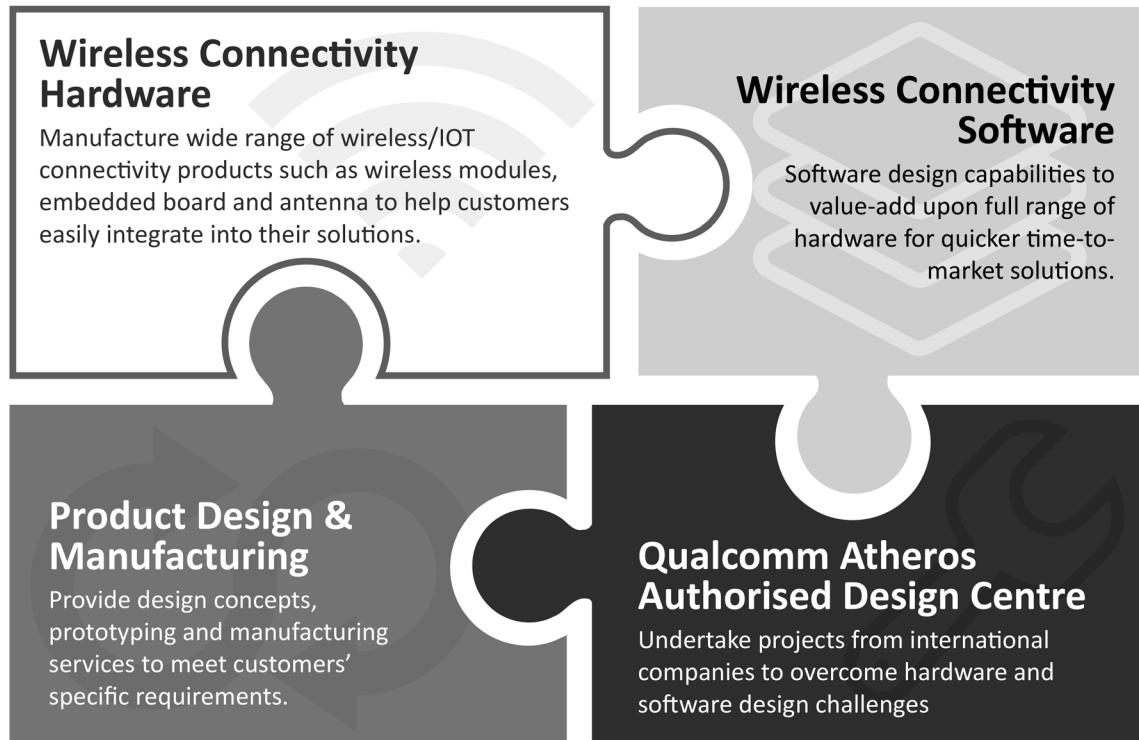 Wireless Connectivity
Hardware
Manufacture wide range of wireless/IOT
connectivity products such as wireless modules,
embedded board and antenna to help customers
easily integrate into their solutions.
Wireless Connectivity
Software
Software design capabilities to
value-add upon full range of
hardware for quicker time-to-
market solutions.
Product Design &
Manufacturing
Provide design concepts,
prototyping and manufacturing
services to meet customers’
specific requirements.
Qualcomm Atheros
Authorised Design Centre
Undertake projects from international
companies to overcome hardware and
software design challenges